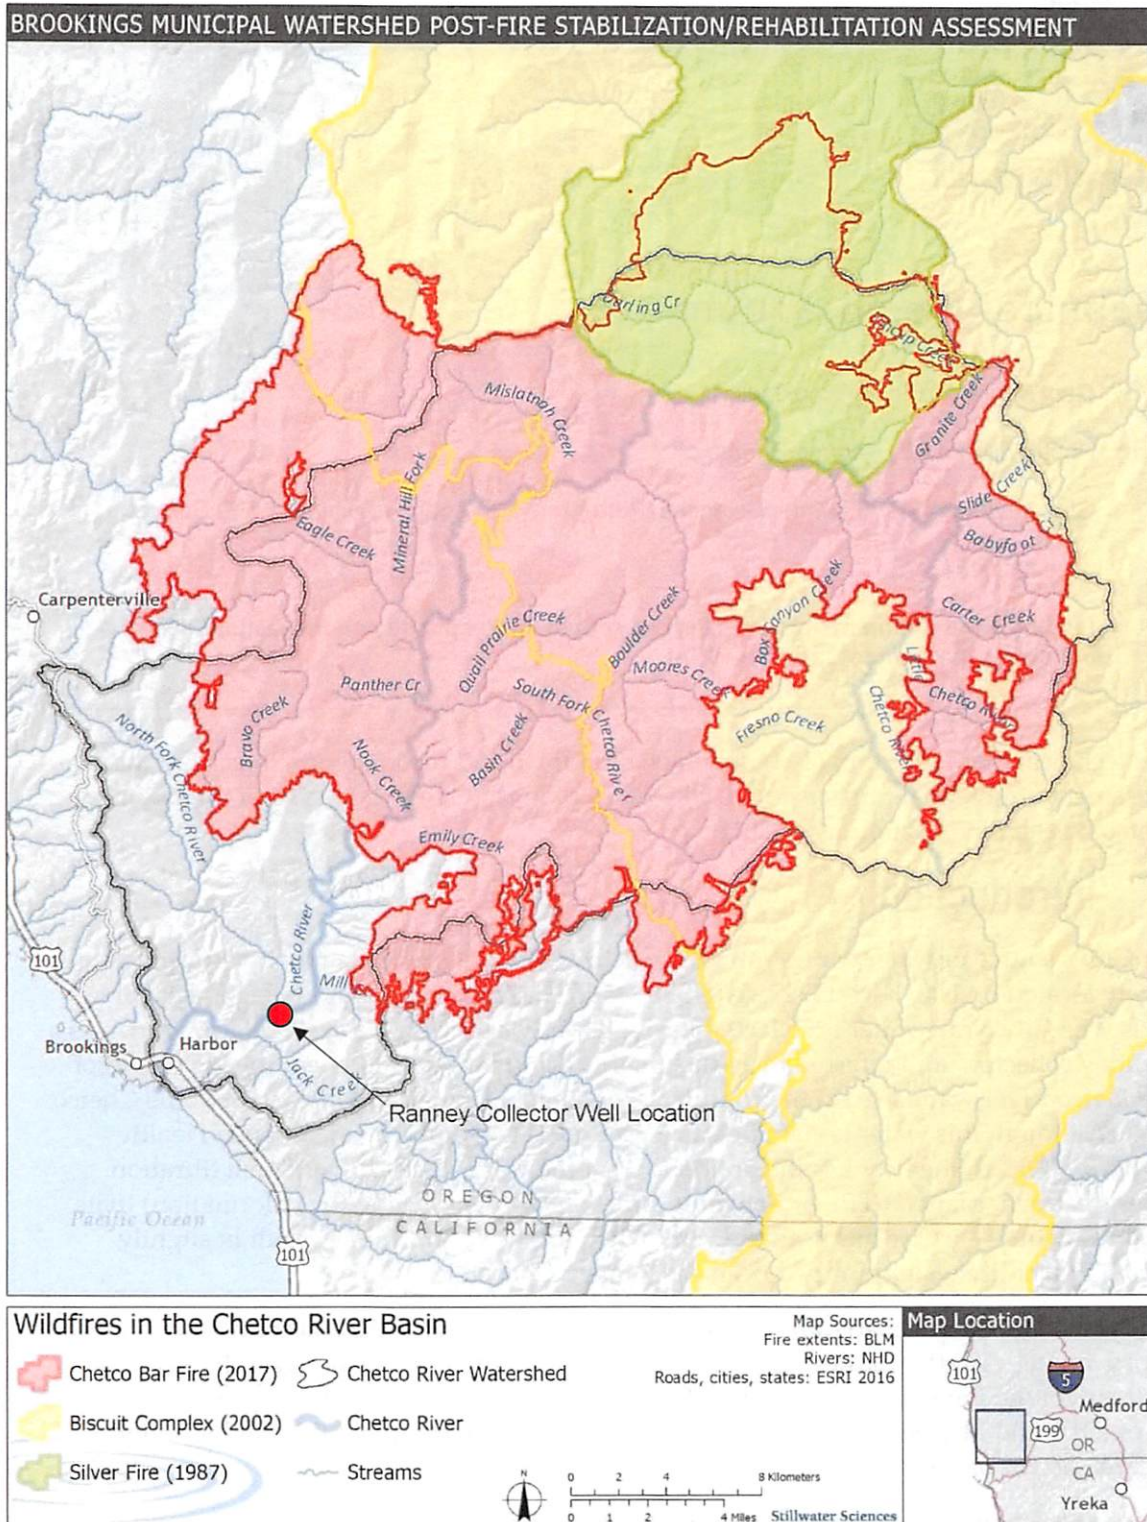 BROOKINGS MUNICIPAL WATERSHED POST-FIRE STABILIZATION/REHABILITATION ASSESSMENT
Darling Cr
Granite Creek
Mislatnah Creek
Slide Creek
Mineral Hill Fork
Eagle Creek
Babyfoot
Carpenterville
Quail Prairie Creek
Boulder Creek
Box Canyon Creek
Carter Creek
Panther Cr
South Fork Chetco River
Moores Creek
Little
Chetco River
Chetco River
Bravo Creek
Basin Creek
Fresno Creek
North Fork Chetco River
Nook Creek
Emily Creek
Chetco River
101
Mill
Brookings
Harbor
Jack Creek
Ranney Collector Well Location
OREGON
CALIFORNIA
Pacific Ocean
101
Wildfires in the Chetco River Basin
Chetco Bar Fire (2017)
Chetco River Watershed
Biscuit Complex (2002)
Chetco River
Silver Fire (1987)
Streams
Map Sources:
Fire extents: BLM
Rivers: NHD
Roads, cities, states: ESRI 2016
N
0 2 4 8 Kilometers
0 1 2 4 Miles
Stillwater Sciences
Map Location
101
5
Medford
199
OR
CA
Yreka